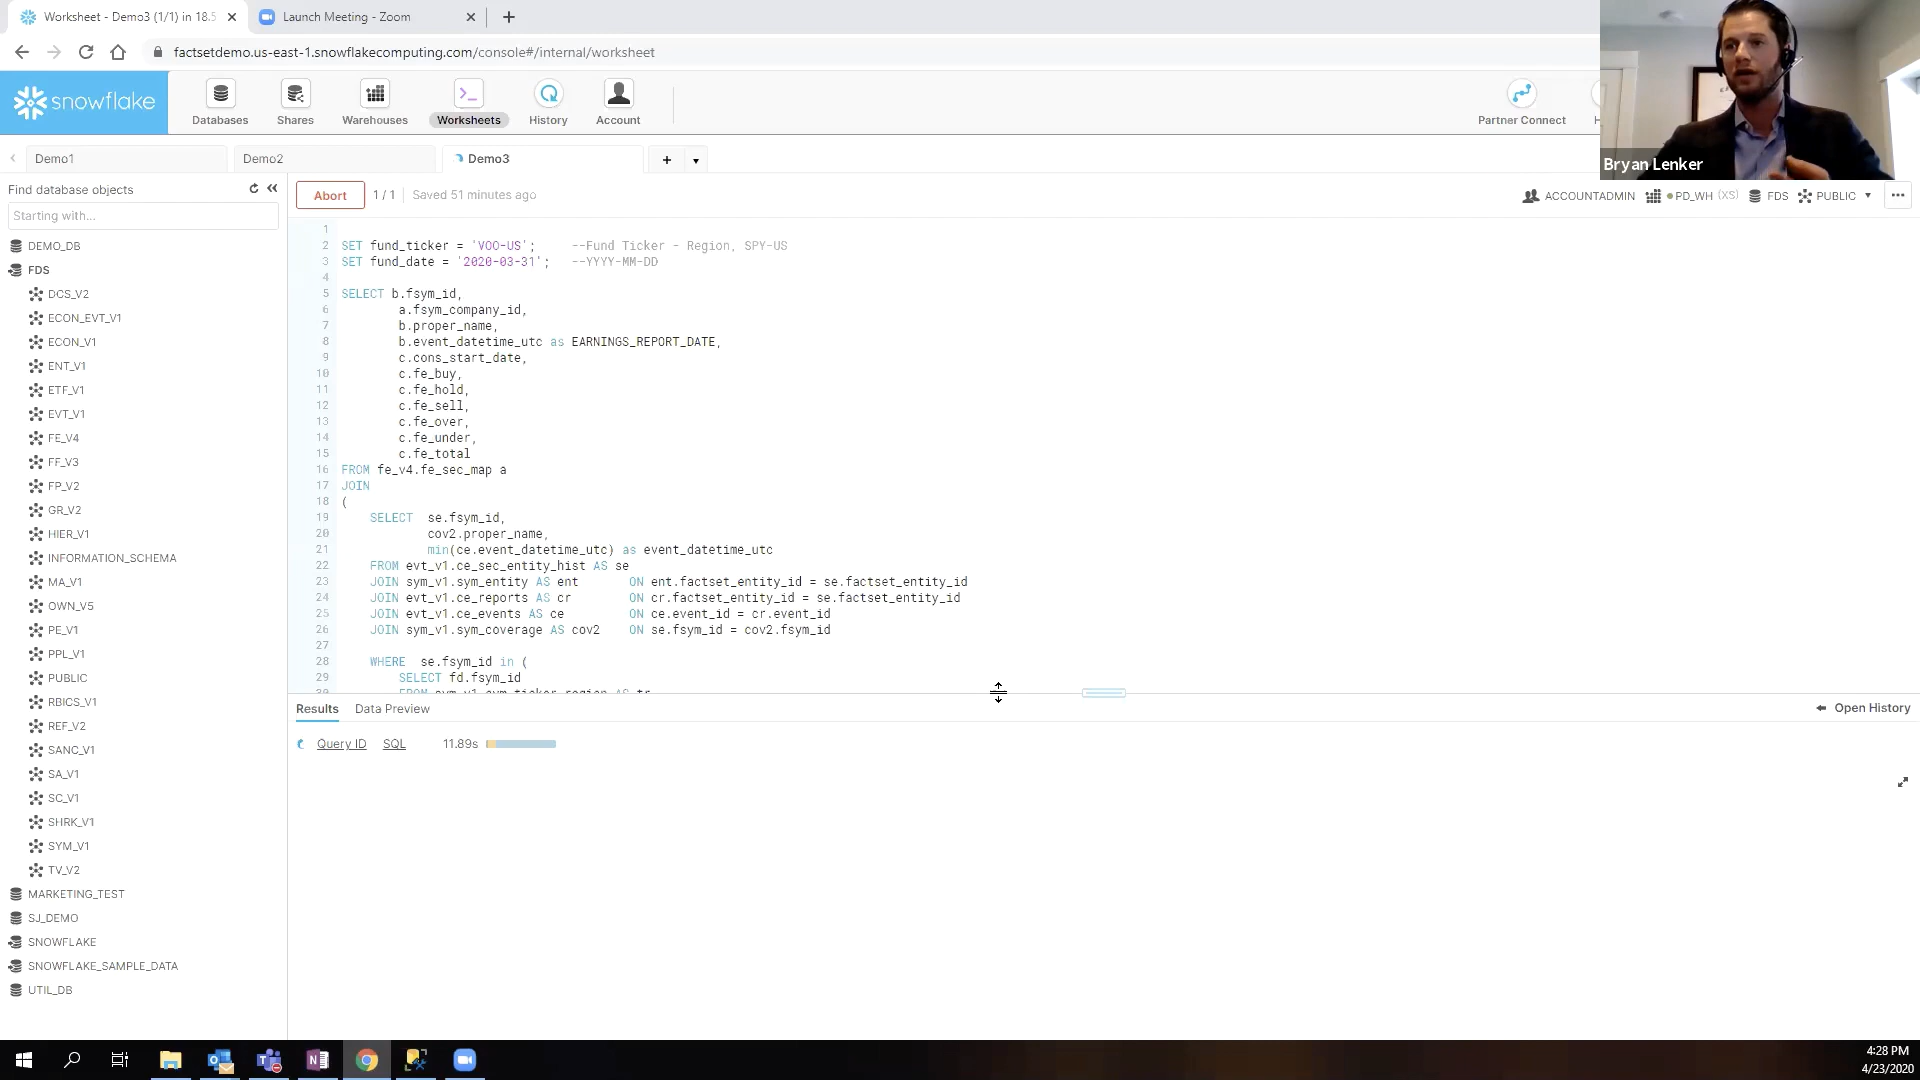 Worksheet - Demo3 (1/1) in 18.5
Launch Meeting - Zoom
factsetdemo.us-east-1.snowflakecomputing.com/console#/internal/worksheet
snowflake
Databases
Shares
Warehouses
Worksheets
History
Account
Partner Connect
Bryan Lenker
Demo1
Demo2
Demo3
Find database objects
Starting with...
Abort
1 / 1
Saved 51 minutes ago
ACCOUNTADMIN
PD_WH (XS)
FDS
PUBLIC
DEMO_DB
FDS
DCS_V2
ECON_EVT_V1
ECON_V1
ENT_V1
ETF_V1
EVT_V1
FE_V4
FF_V3
FP_V2
GR_V2
HIER_V1
INFORMATION_SCHEMA
MA_V1
OWN_V5
PE_V1
PPL_V1
PUBLIC
RBICS_V1
REF_V2
SANC_V1
SA_V1
SC_V1
SHRK_V1
SYM_V1
TV_V2
MARKETING_TEST
SJ_DEMO
SNOWFLAKE
SNOWFLAKE_SAMPLE_DATA
UTIL_DB
1
2 SET fund_ticker = 'VOO-US'; --Fund Ticker - Region, SPY-US
3 SET fund_date = '2020-03-31'; --YYYY-MM-DD
4
5 SELECT b.fsym_id,
6 a.fsym_company_id,
7 b.proper_name,
8 b.event_datetime_utc as EARNINGS_REPORT_DATE,
9 c.cons_start_date,
10 c.fe_buy,
11 c.fe_hold,
12 c.fe_sell,
13 c.fe_over,
14 c.fe_under,
15 c.fe_total
16 FROM fe_v4.fe_sec_map a
17 JOIN
18 (
19 SELECT se.fsym_id,
20 cov2.proper_name,
21 min(ce.event_datetime_utc) as event_datetime_utc
22 FROM evt_v1.ce_sec_entity_hist AS se
23 JOIN sym_v1.sym_entity AS ent ON ent.factset_entity_id = se.factset_entity_id
24 JOIN evt_v1.ce_reports AS cr ON cr.factset_entity_id = se.factset_entity_id
25 JOIN evt_v1.ce_events AS ce ON ce.event_id = cr.event_id
26 JOIN sym_v1.sym_coverage AS cov2 ON se.fsym_id = cov2.fsym_id
27
28 WHERE se.fsym_id in (
29 SELECT fd.fsym_id
30 FROM sym_v1.sym_ticker_region AS tr
Results
Data Preview
Open History
Query ID
SQL
11.89s
4:28 PM
4/23/2020